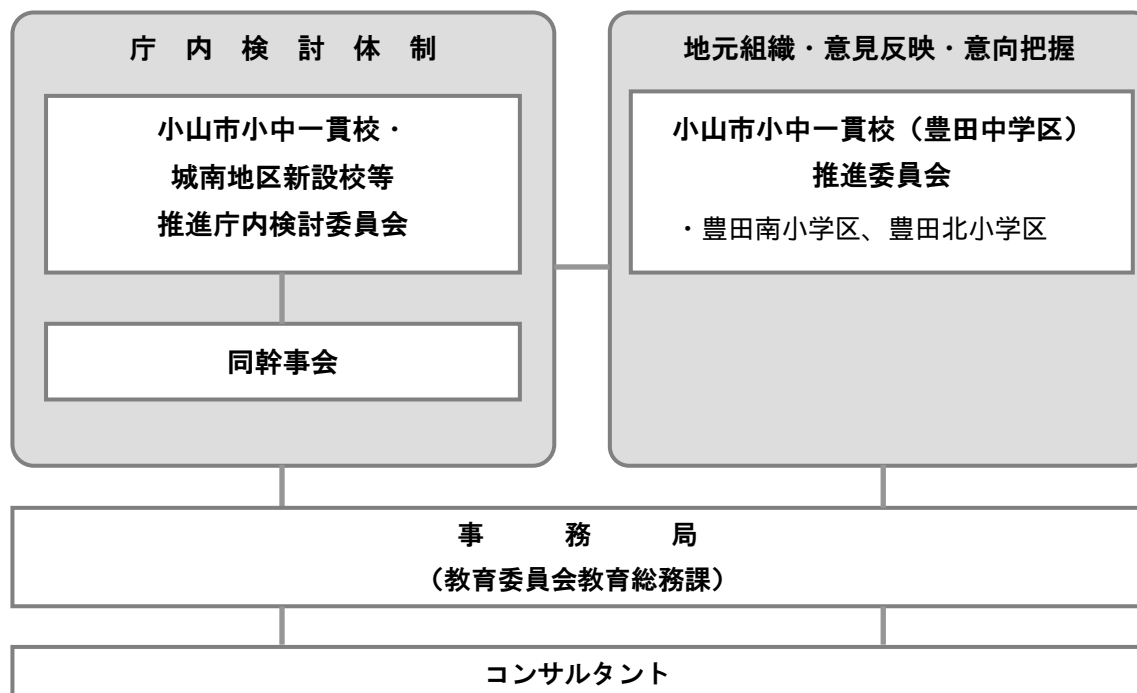 庁内検討体制
小山市小中一貫校・
城南地区新設校等
推進庁内検討委員会
同幹事会
地元組織・意見反映・意向把握
小山市小中一貫校（豊田中学区）
推進委員会
・豊田南小学区、豊田北小学区
事務局
（教育委員会教育総務課）
コンサルタント